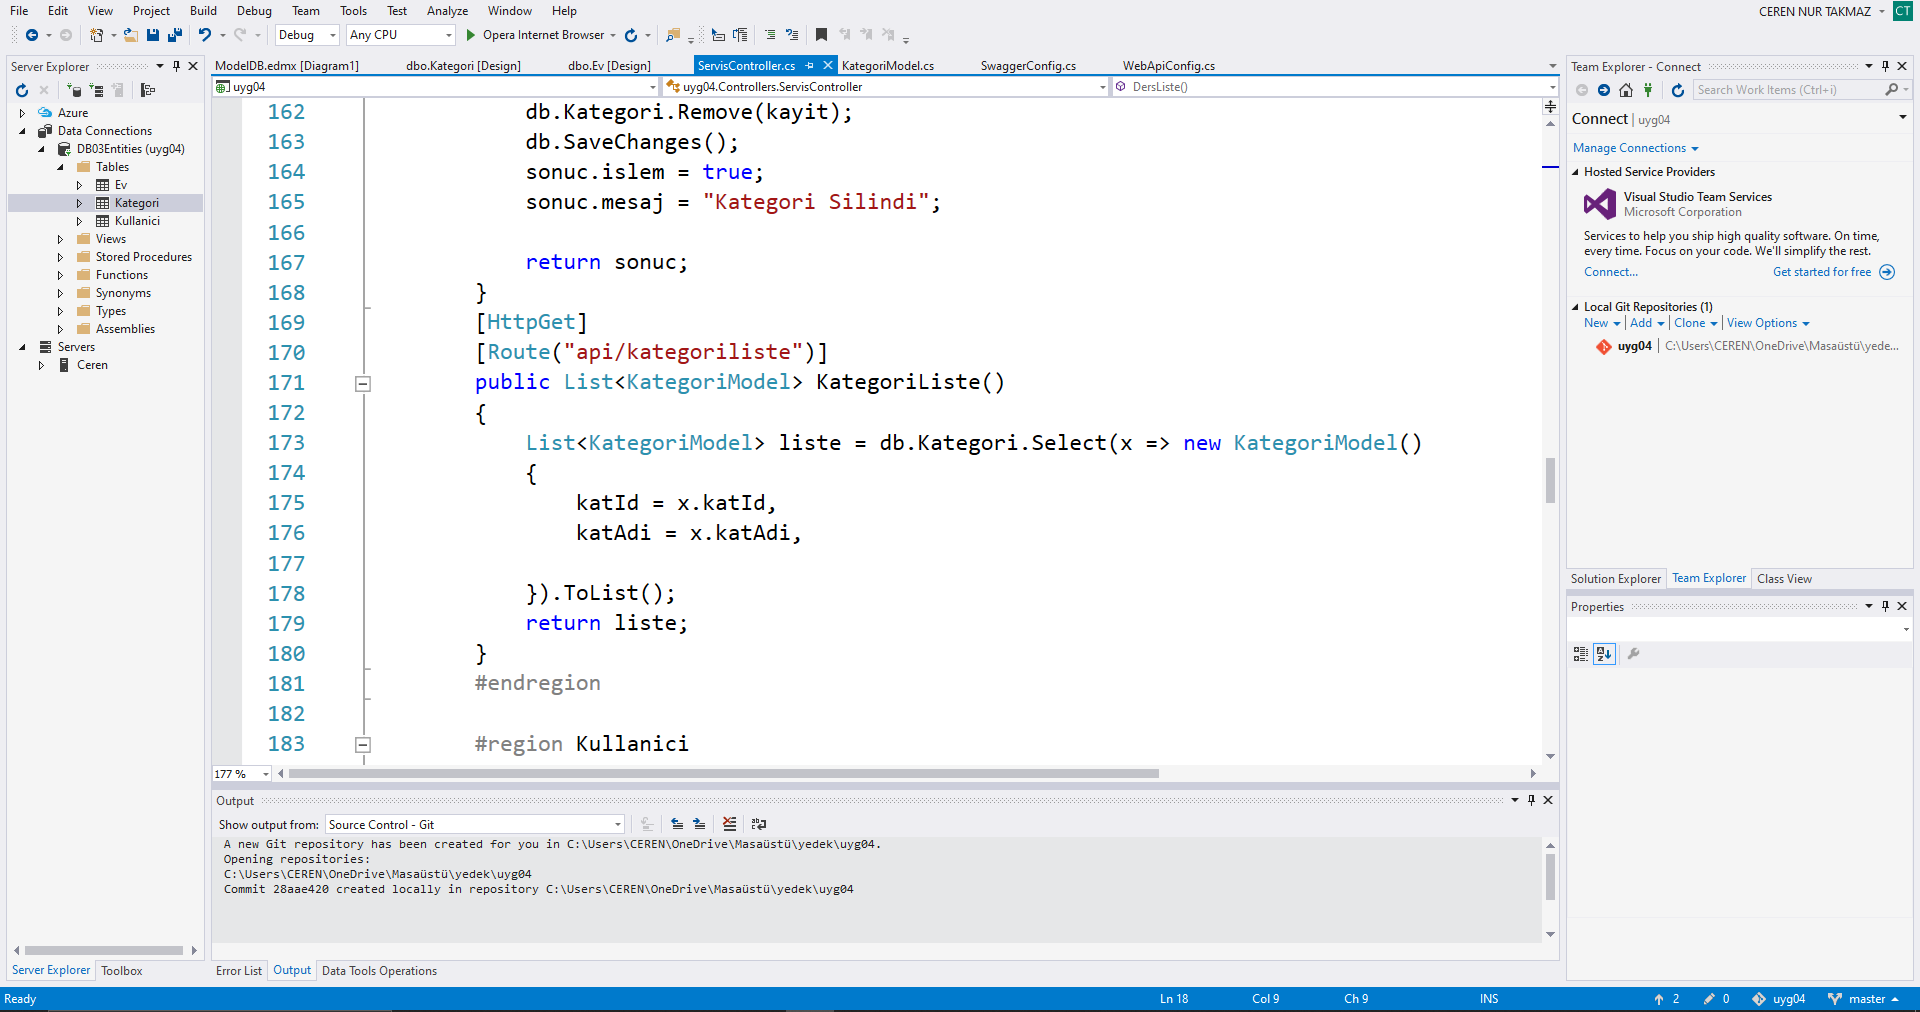 File Edit View Project Build Debug Team Tools Test Analyze Window Help
CEREN NUR TAKMAZ CT
Debug Any CPU Opera Internet Browser
Server Explorer
Azure
Data Connections
DB03Entities (uyg04)
Tables
Ev
Kategori
Kullanici
Views
Stored Procedures
Functions
Synonyms
Types
Assemblies
Servers
Ceren
Server Explorer Toolbox
ModelDB.edmx [Diagram1] dbo.Kategori [Design] dbo.Ev [Design] ServisController.cs KategoriModel.cs SwaggerConfig.cs WebApiConfig.cs
uyg04 uyg04.Controllers.ServisController DersListe()
162 db.Kategori.Remove(kayit);
163 db.SaveChanges();
164 sonuc.islem = true;
165 sonuc.mesaj = "Kategori Silindi";
166
167 return sonuc;
168 }
169 [HttpGet]
170 [Route("api/kategoriliste")]
171 public List<KategoriModel> KategoriListe()
172 {
173 List<KategoriModel> liste = db.Kategori.Select(x => new KategoriModel()
174 {
175 katId = x.katId,
176 katAdi = x.katAdi,
177
178 }).ToList();
179 return liste;
180 }
181 #endregion
182
183 #region Kullanici
177 %
Output
Show output from: Source Control - Git
A new Git repository has been created for you in C:\Users\CEREN\OneDrive\Masaüstü\yedek\uyg04.
Opening repositories:
C:\Users\CEREN\OneDrive\Masaüstü\yedek\uyg04
Commit 28aae420 created locally in repository C:\Users\CEREN\OneDrive\Masaüstü\yedek\uyg04
Error List Output Data Tools Operations
Team Explorer - Connect
Search Work Items (Ctrl+i)
Connect | uyg04
Manage Connections
Hosted Service Providers
Visual Studio Team Services
Microsoft Corporation
Services to help you ship high quality software. On time,
every time. Focus on your code. We'll simplify the rest.
Connect... Get started for free
Local Git Repositories (1)
New Add Clone View Options
uyg04 C:\Users\CEREN\OneDrive\Masaüstü\yede...
Solution Explorer Team Explorer Class View
Properties
Ready Ln 18 Col 9 Ch 9 INS 2 0 uyg04 master